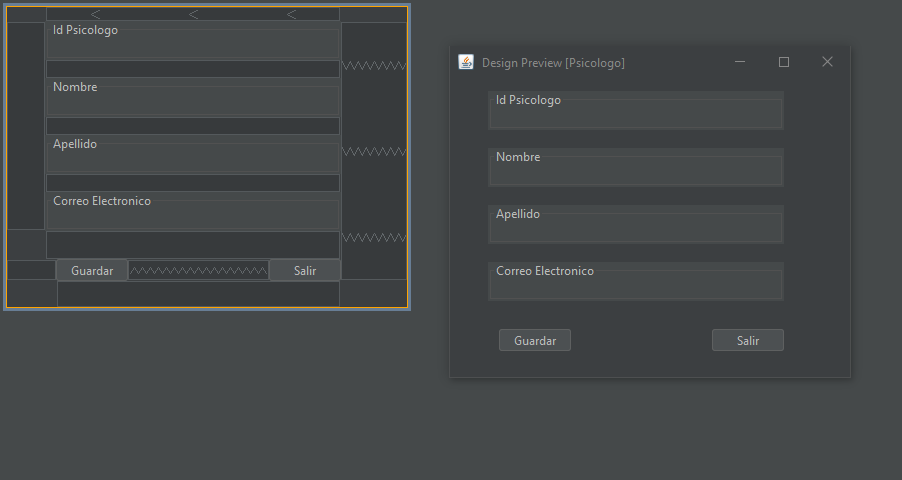 Id Psicologo
Nombre
Apellido
Correo Electronico
Guardar
Salir
Design Preview [Psicologo]
Id Psicologo
Nombre
Apellido
Correo Electronico
Guardar
Salir